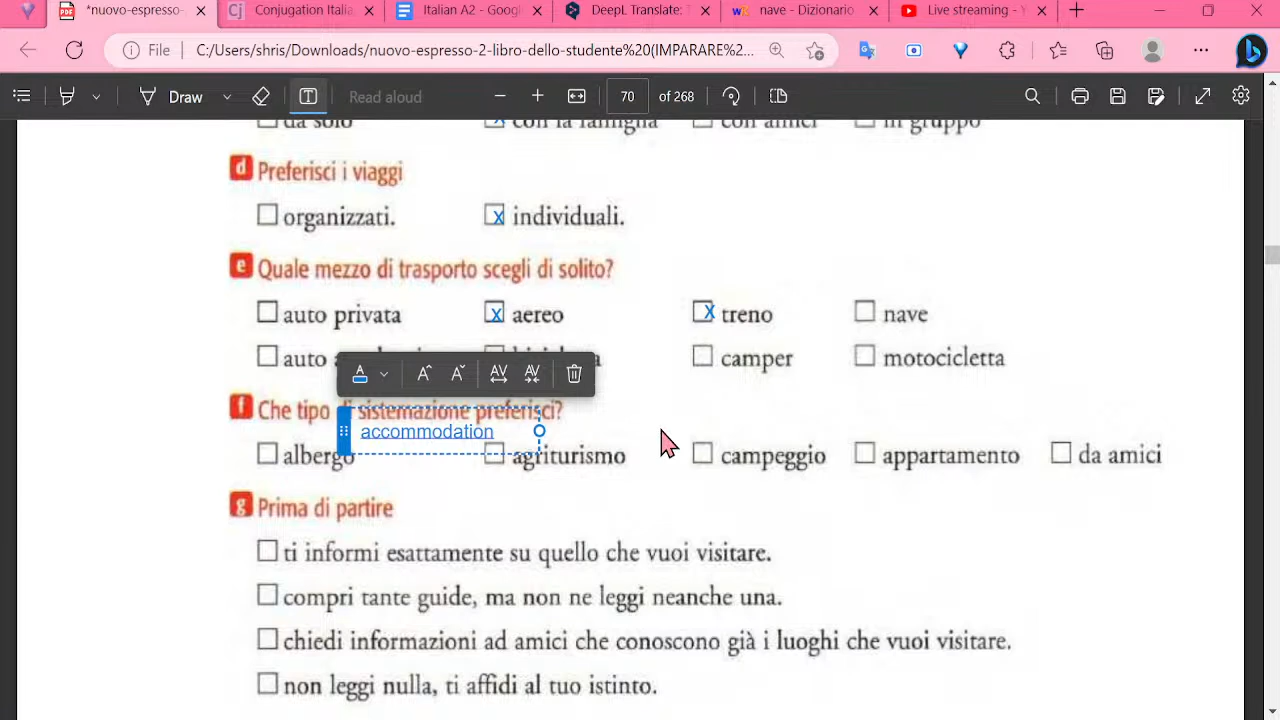 *nuovo-espresso-
Conjugation Italia
Italian A2 - Goog
DeepL Translate: T
nave - Dizionario
Live streaming - Y
File
C:/Users/shris/Downloads/nuovo-espresso-2-libro-dello-studente%20(IMPARARE%2...
Draw
Read aloud
70 of 268
da solo
x con la famiglia
con amici
in gruppo
d Preferisci i viaggi
organizzati.
x individuali.
e Quale mezzo di trasporto scegli di solito?
auto privata
x aereo
x treno
nave
auto
camper
motocicletta
f Che tipo di sistemazione preferisci?
accommodation
albergo
agriturismo
campeggio
appartamento
da amici
g Prima di partire
ti informi esattamente su quello che vuoi visitare.
compri tante guide, ma non ne leggi neanche una.
chiedi informazioni ad amici che conoscono già i luoghi che vuoi visitare.
non leggi nulla, ti affidi al tuo istinto.